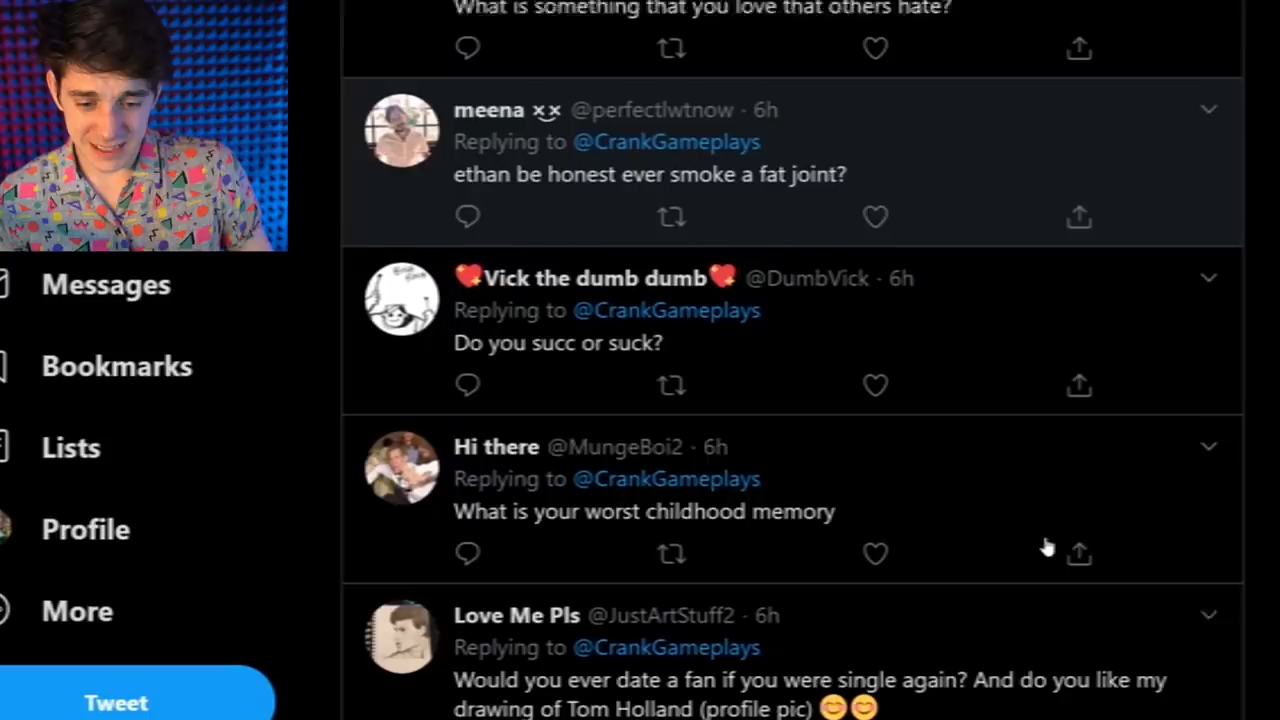 What is something that you love that others hate?
meena x͜x @perfectlwtnow · 6h
Replying to @CrankGameplays
ethan be honest ever smoke a fat joint?
💖Vick the dumb dumb💖 @DumbVick · 6h
Replying to @CrankGameplays
Do you succ or suck?
Messages
Bookmarks
Lists
Profile
More
Tweet
Hi there @MungeBoi2 · 6h
Replying to @CrankGameplays
What is your worst childhood memory
Love Me Pls @JustArtStuff2 · 6h
Replying to @CrankGameplays
Would you ever date a fan if you were single again? And do you like my
drawing of Tom Holland (profile pic) 😊😊